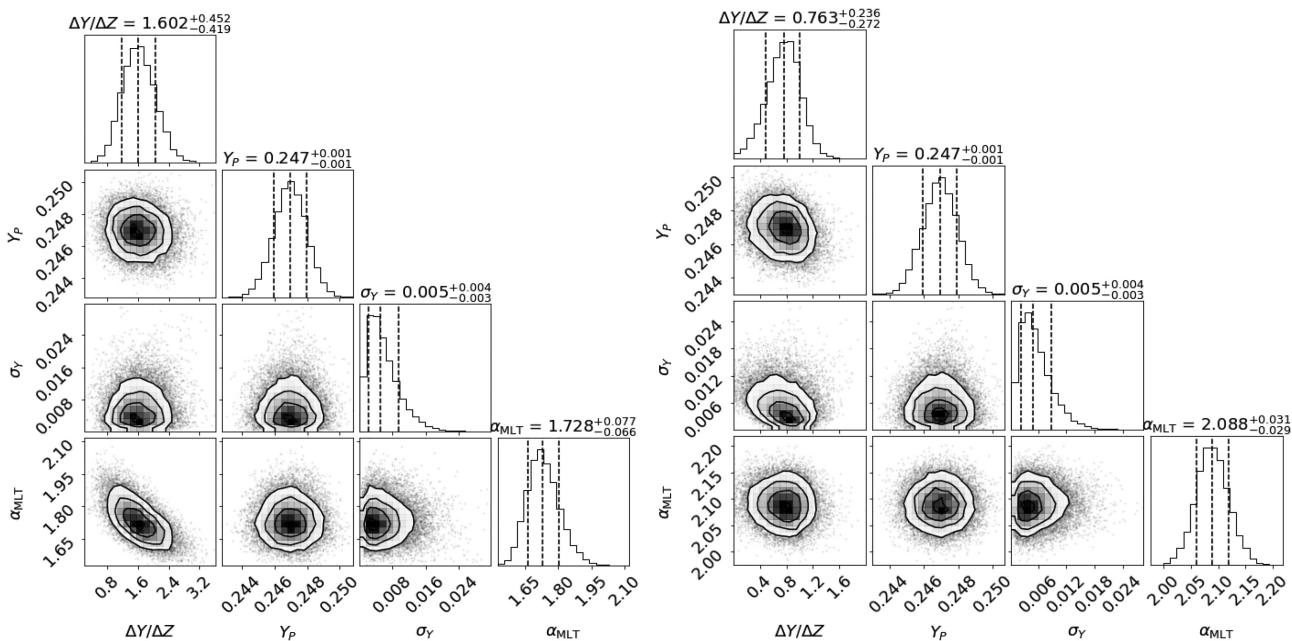 ΔY/ΔZ = 1.602 +0.452 −0.419
Y_P = 0.247 +0.001 −0.001
σ_Y = 0.005 +0.004 −0.003
α_MLT = 1.728 +0.077 −0.066
Y_P
0.250
0.248
0.246
0.244
σ_Y
0.024
0.016
0.008
α_MLT
2.10
1.95
1.80
1.65
0.8 1.6 2.4 3.2
0.244 0.246 0.248 0.250
0.008 0.016 0.024
1.65 1.80 1.95 2.10
ΔY/ΔZ Y_P σ_Y α_MLT
ΔY/ΔZ = 0.763 +0.236 −0.272
Y_P = 0.247 +0.001 −0.001
σ_Y = 0.005 +0.004 −0.003
α_MLT = 2.088 +0.031 −0.029
Y_P
0.250
0.248
0.246
0.244
σ_Y
0.024
0.018
0.012
0.006
α_MLT
2.20
2.15
2.10
2.05
2.00
0.4 0.8 1.2 1.6
0.244 0.246 0.248 0.250
0.006 0.012 0.018 0.024
2.00 2.05 2.10 2.15 2.20
ΔY/ΔZ Y_P σ_Y α_MLT